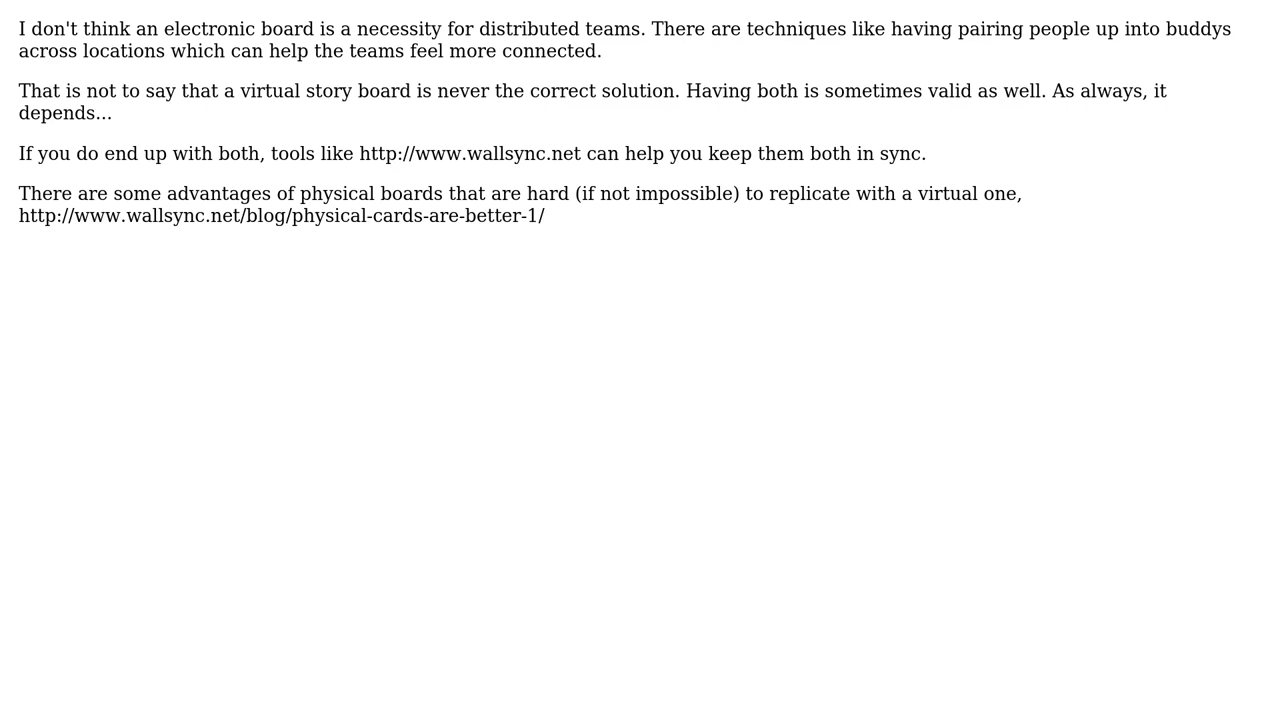 I don't think an electronic board is a necessity for distributed teams. There are techniques like having pairing people up into buddys
across locations which can help the teams feel more connected.
That is not to say that a virtual story board is never the correct solution. Having both is sometimes valid as well. As always, it
depends...
If you do end up with both, tools like http://www.wallsync.net can help you keep them both in sync.
There are some advantages of physical boards that are hard (if not impossible) to replicate with a virtual one,
http://www.wallsync.net/blog/physical-cards-are-better-1/